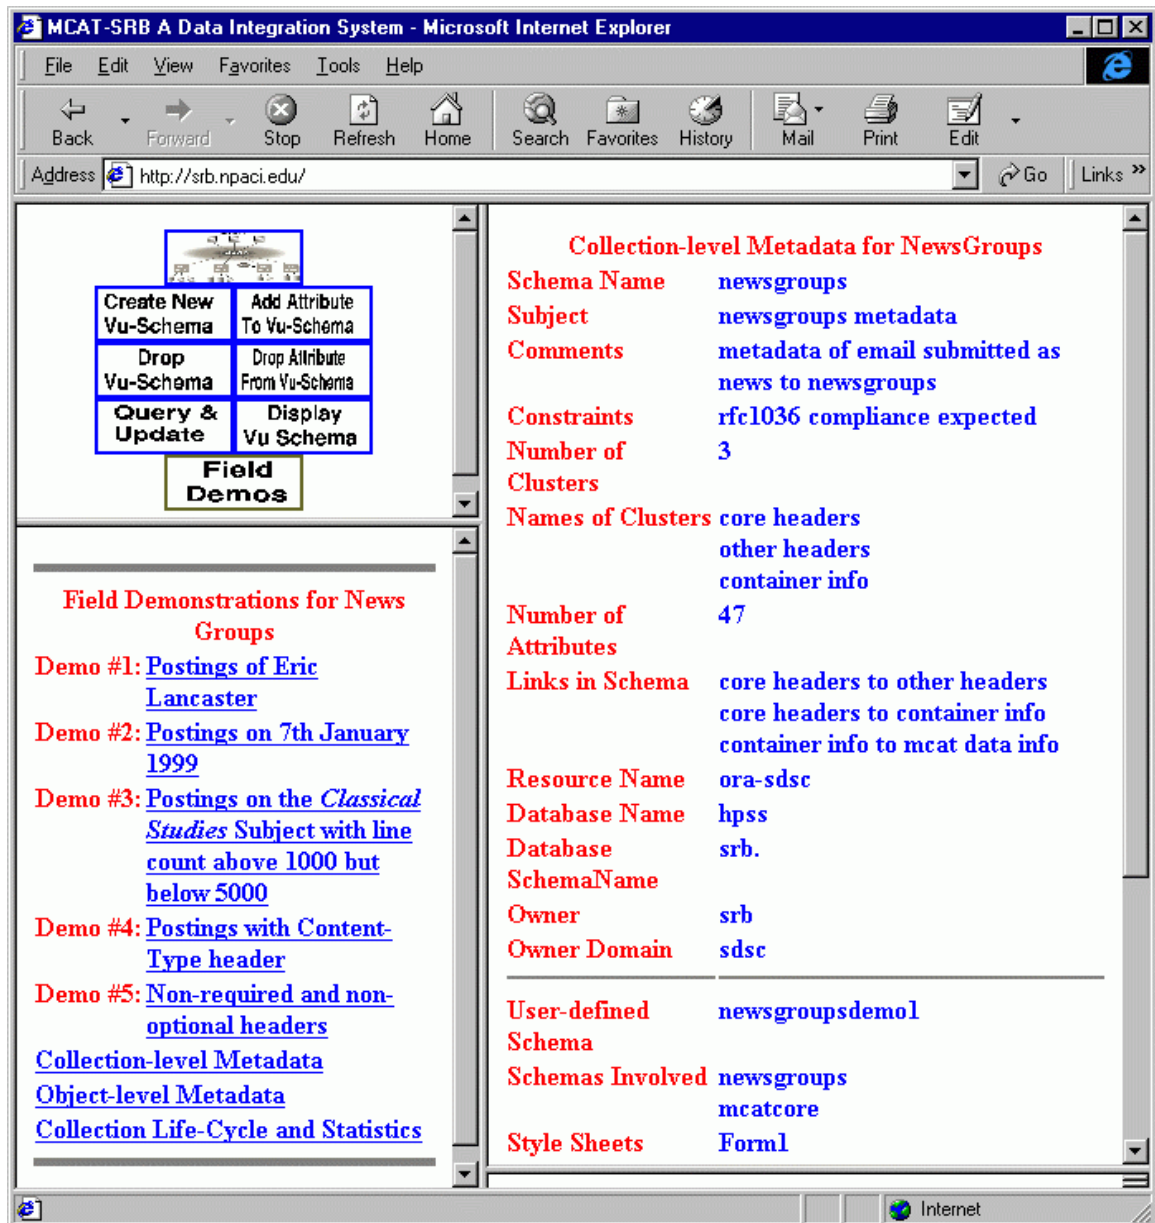 MCAT-SRB A Data Integration System - Microsoft Internet Explorer
File Edit View Favorites Tools Help
Back Forward Stop Refresh Home Search Favorites History Mail Print Edit
Address http://srb.npaci.edu/ Go Links »
Create New Vu-Schema
Add Attribute To Vu-Schema
Drop Vu-Schema
Drop Attribute From Vu-Schema
Query & Update
Display Vu Schema
Field Demos
Field Demonstrations for News
Groups
Demo #1: Postings of Eric
Lancaster
Demo #2: Postings on 7th January
1999
Demo #3: Postings on the Classical
Studies Subject with line
count above 1000 but
below 5000
Demo #4: Postings with Content-
Type header
Demo #5: Non-required and non-
optional headers
Collection-level Metadata
Object-level Metadata
Collection Life-Cycle and Statistics
Collection-level Metadata for NewsGroups
Schema Name newsgroups
Subject newsgroups metadata
Comments metadata of email submitted as
news to newsgroups
Constraints rfc1036 compliance expected
Number of 3
Clusters
Names of Clusters core headers
other headers
container info
Number of 47
Attributes
Links in Schema core headers to other headers
core headers to container info
container info to mcat data info
Resource Name ora-sdsc
Database Name hpss
Database srb.
SchemaName
Owner srb
Owner Domain sdsc
User-defined newsgroupsdemo1
Schema
Schemas Involved newsgroups
mcatcore
Style Sheets Form1
Internet